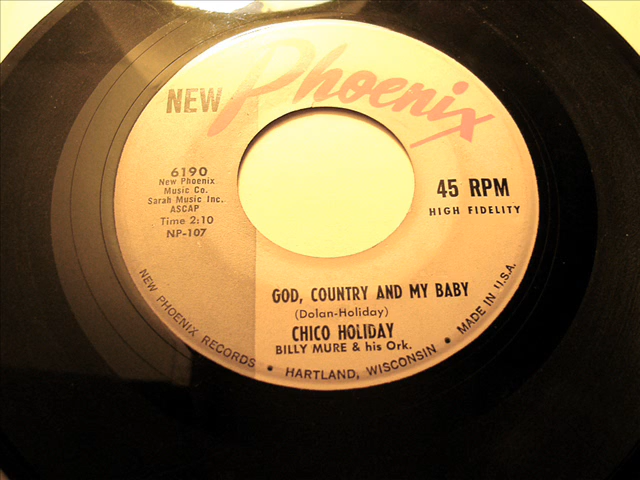 NEW Phoenix
6190
New Phoenix
Music Co.
Sarah Music Inc.
ASCAP
Time 2:10
NP-107
45 RPM
HIGH FIDELITY
GOD, COUNTRY AND MY BABY
(Dolan-Holiday)
CHICO HOLIDAY
BILLY MURE & his Ork.
NEW PHOENIX RECORDS • HARTLAND, WISCONSIN • MADE IN U.S.A.